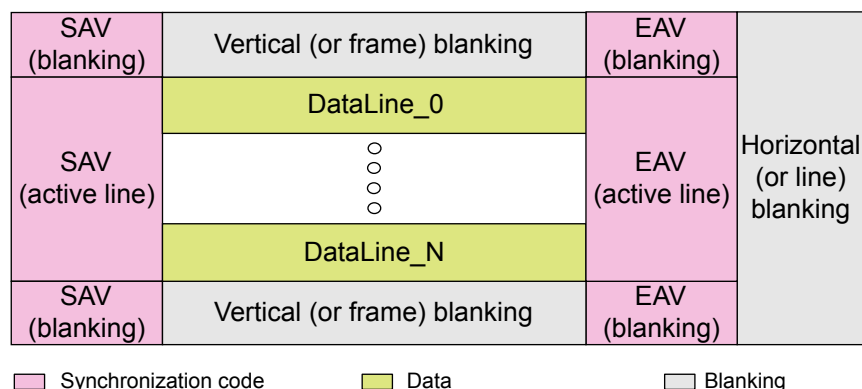 SAV
(blanking)
Vertical (or frame) blanking
EAV
(blanking)
DataLine_0
SAV
(active line)
EAV
(active line)
Horizontal
(or line)
blanking
DataLine_N
SAV
(blanking)
Vertical (or frame) blanking
EAV
(blanking)
Synchronization code
Data
Blanking